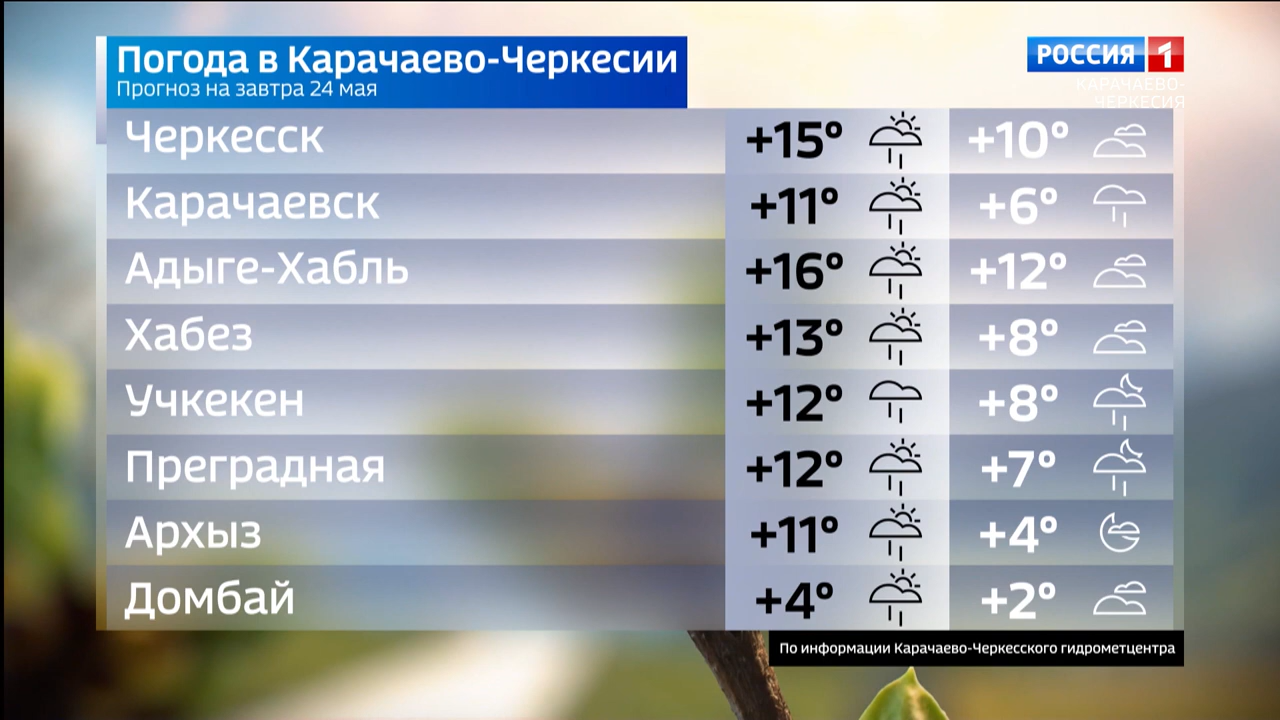 Погода в Карачаево-Черкесии
Прогноз на завтра 24 мая
РОССИЯ 1
КАРАЧАЕВО-
ЧЕРКЕСИЯ
Черкесск +15° +10°
Карачаевск +11° +6°
Адыге-Хабль +16° +12°
Хабез +13° +8°
Учкекен +12° +8°
Преградная +12° +7°
Архыз +11° +4°
Домбай +4° +2°
По информации Карачаево-Черкесского гидрометцентра